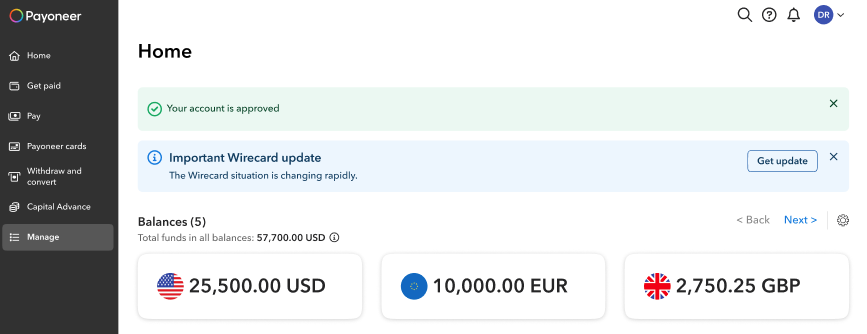 Payoneer
DR
Home
Get paid
Pay
Payoneer cards
Withdraw and
convert
Capital Advance
Manage
Home
Your account is approved
Important Wirecard update
The Wirecard situation is changing rapidly.
Get update
Balances (5)
Total funds in all balances: 57,700.00 USD
< Back
Next >
25,500.00 USD
10,000.00 EUR
2,750.25 GBP